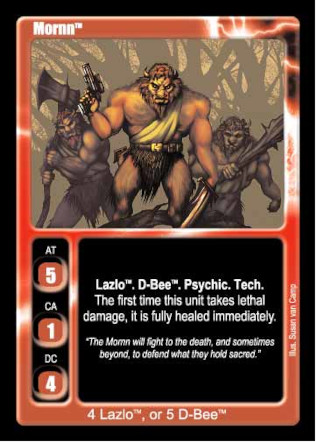 Mornn™
AT
5
CA
1
DC
4
Lazlo™. D-Bee™. Psychic. Tech.
The first time this unit takes lethal
damage, it is fully healed immediately.
"The Mornn will fight to the death, and sometimes
beyond, to defend what they hold sacred."
Illus. Susan van Camp
4 Lazlo™, or 5 D-Bee™